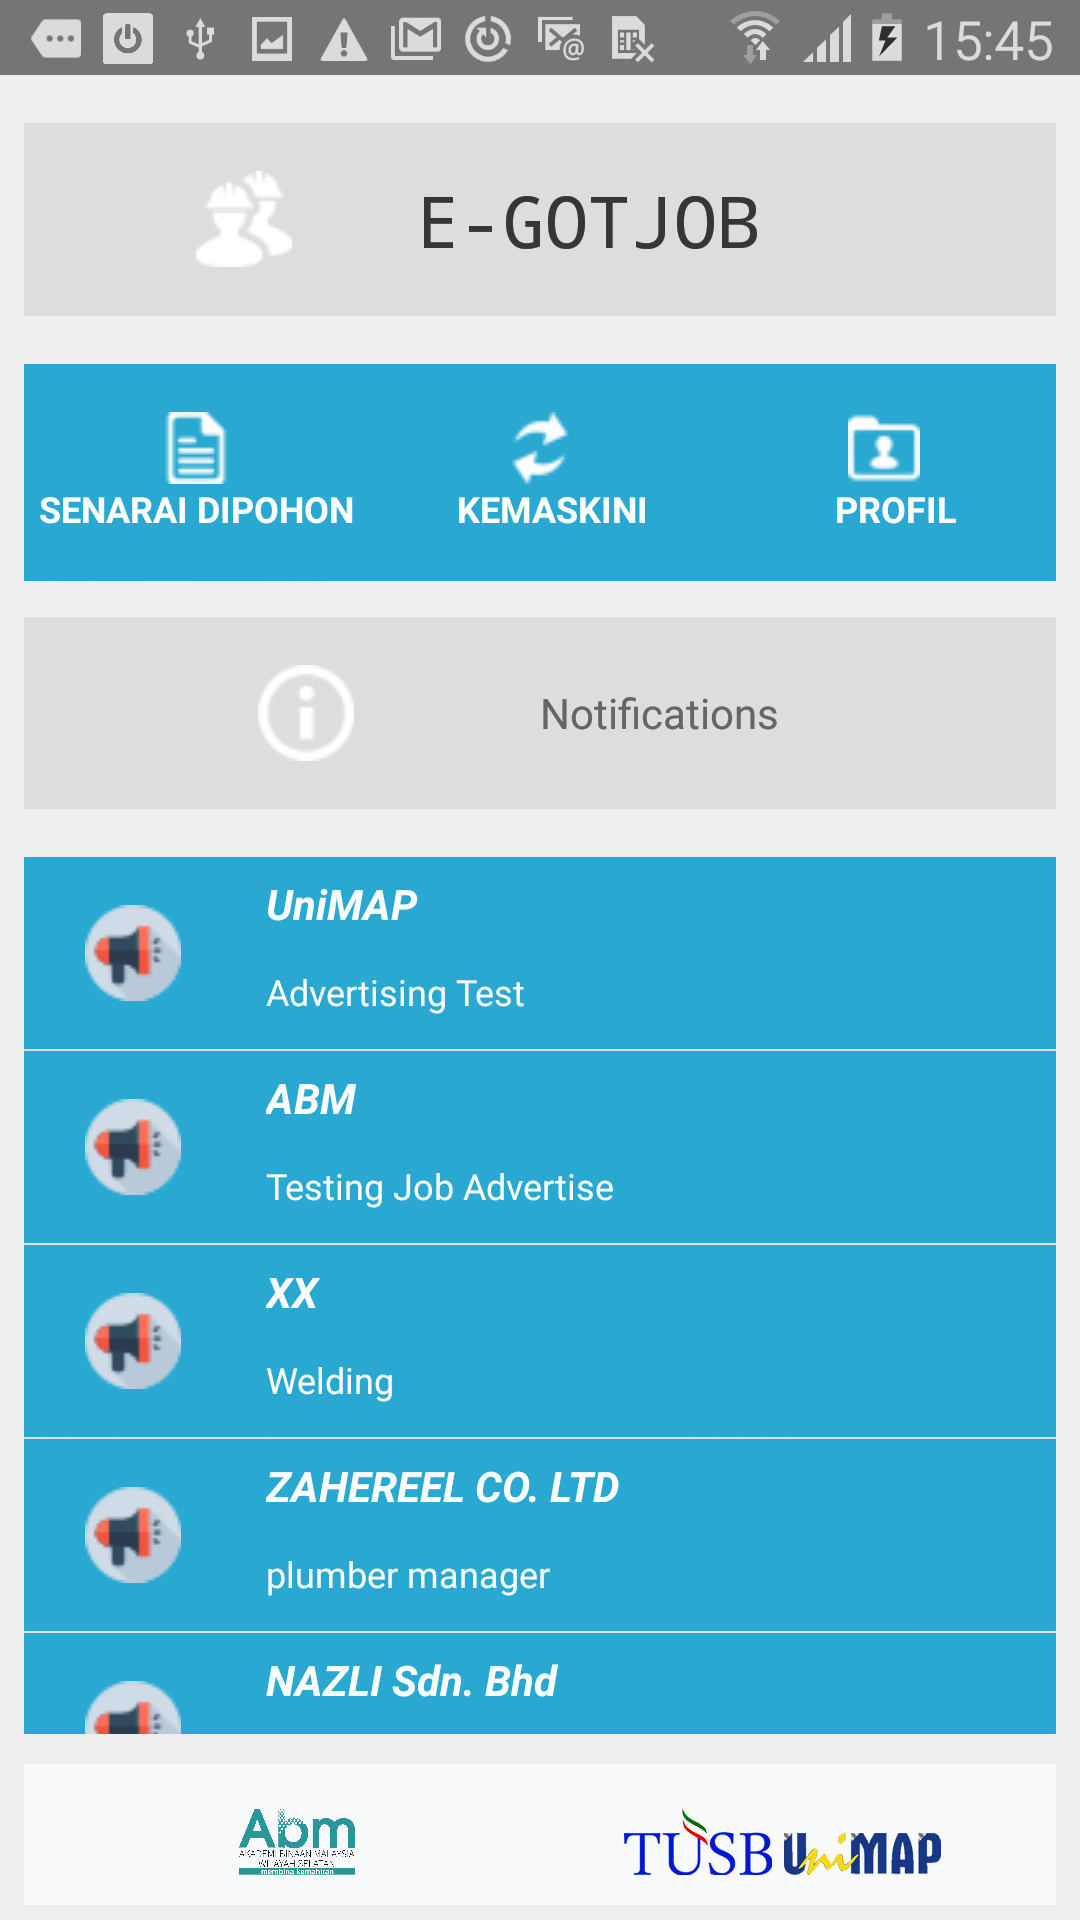 15:45
E-GOTJOB
SENARAI DIPOHON KEMASKINI PROFIL
Notifications
UniMAP
Advertising Test
ABM
Testing Job Advertise
XX
Welding
ZAHEREEL CO. LTD
plumber manager
NAZLI Sdn. Bhd
Abm
AKADEMI BINAAN MALAYSIA
WILAYAH SELATAN
membina kemahiran
TUSB UniMAP